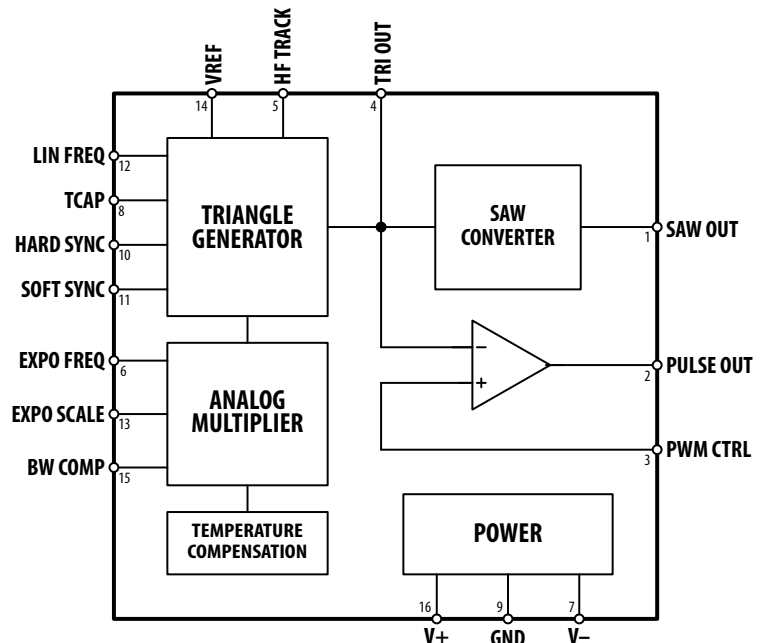 VREF
HF TRACK
TRI OUT
14
5
4
LIN FREQ
12
TCAP
8
HARD SYNC
10
SOFT SYNC
11
TRIANGLE
GENERATOR
SAW
CONVERTER
1
SAW OUT
EXPO FREQ
6
EXPO SCALE
13
BW COMP
15
ANALOG
MULTIPLIER
−
+
2
PULSE OUT
3
PWM CTRL
TEMPERATURE
COMPENSATION
POWER
16
9
7
V+
GND
V−